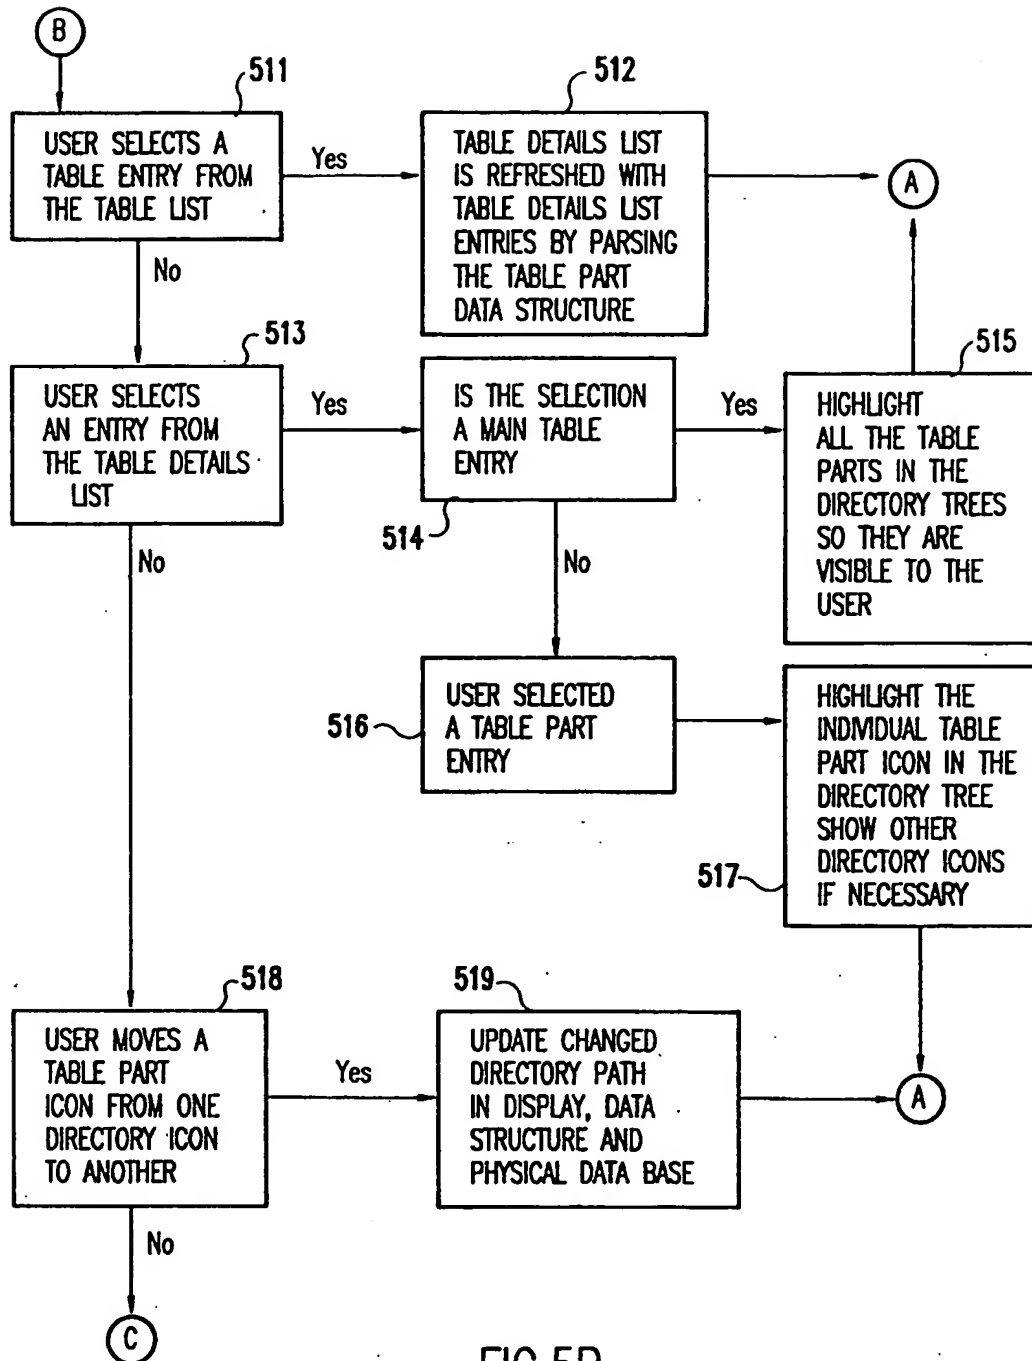 B
511
USER SELECTS A
TABLE ENTRY FROM
THE TABLE LIST
Yes
512
TABLE DETAILS LIST
IS REFRESHED WITH
TABLE DETAILS LIST
ENTRIES BY PARSING
THE TABLE PART
DATA STRUCTURE
A
No
513
USER SELECTS
AN ENTRY FROM
THE TABLE DETAILS
LIST
Yes
IS THE SELECTION
A MAIN TABLE
ENTRY
514
Yes
515
HIGHLIGHT
ALL THE TABLE
PARTS IN THE
DIRECTORY TREES
SO THEY ARE
VISIBLE TO THE
USER
No
No
516
USER SELECTED
A TABLE PART
ENTRY
HIGHLIGHT THE
INDIVIDUAL TABLE
PART ICON IN THE
DIRECTORY TREE
SHOW OTHER
DIRECTORY ICONS
IF NECESSARY
517
518
USER MOVES A
TABLE PART
ICON FROM ONE
DIRECTORY ICON
TO ANOTHER
Yes
519
UPDATE CHANGED
DIRECTORY PATH
IN DISPLAY, DATA
STRUCTURE AND
PHYSICAL DATA BASE
A
No
C
FIG.5D